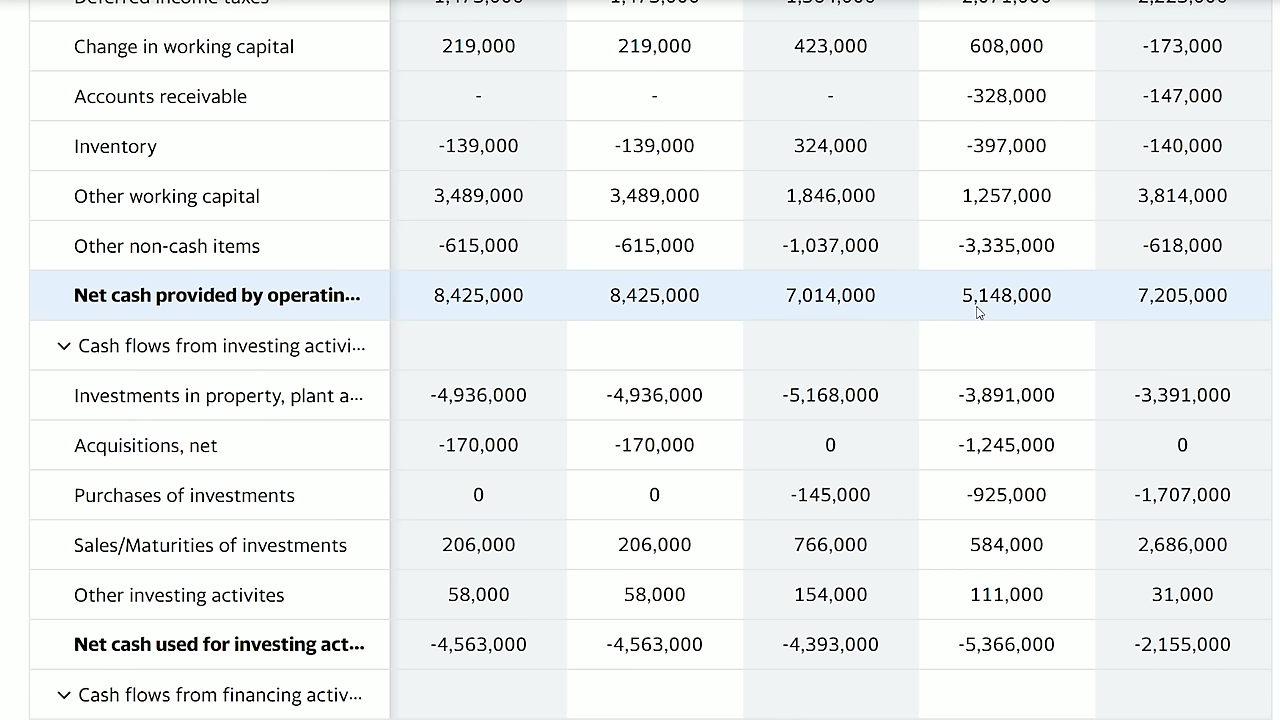 Change in working capital 219,000 219,000 423,000 608,000 -173,000
Accounts receivable - - - -328,000 -147,000
Inventory -139,000 -139,000 324,000 -397,000 -140,000
Other working capital 3,489,000 3,489,000 1,846,000 1,257,000 3,814,000
Other non-cash items -615,000 -615,000 -1,037,000 -3,335,000 -618,000
Net cash provided by operatin... 8,425,000 8,425,000 7,014,000 5,148,000 7,205,000
Cash flows from investing activi...
Investments in property, plant a... -4,936,000 -4,936,000 -5,168,000 -3,891,000 -3,391,000
Acquisitions, net -170,000 -170,000 0 -1,245,000 0
Purchases of investments 0 0 -145,000 -925,000 -1,707,000
Sales/Maturities of investments 206,000 206,000 766,000 584,000 2,686,000
Other investing activites 58,000 58,000 154,000 111,000 31,000
Net cash used for investing act... -4,563,000 -4,563,000 -4,393,000 -5,366,000 -2,155,000
Cash flows from financing activ...